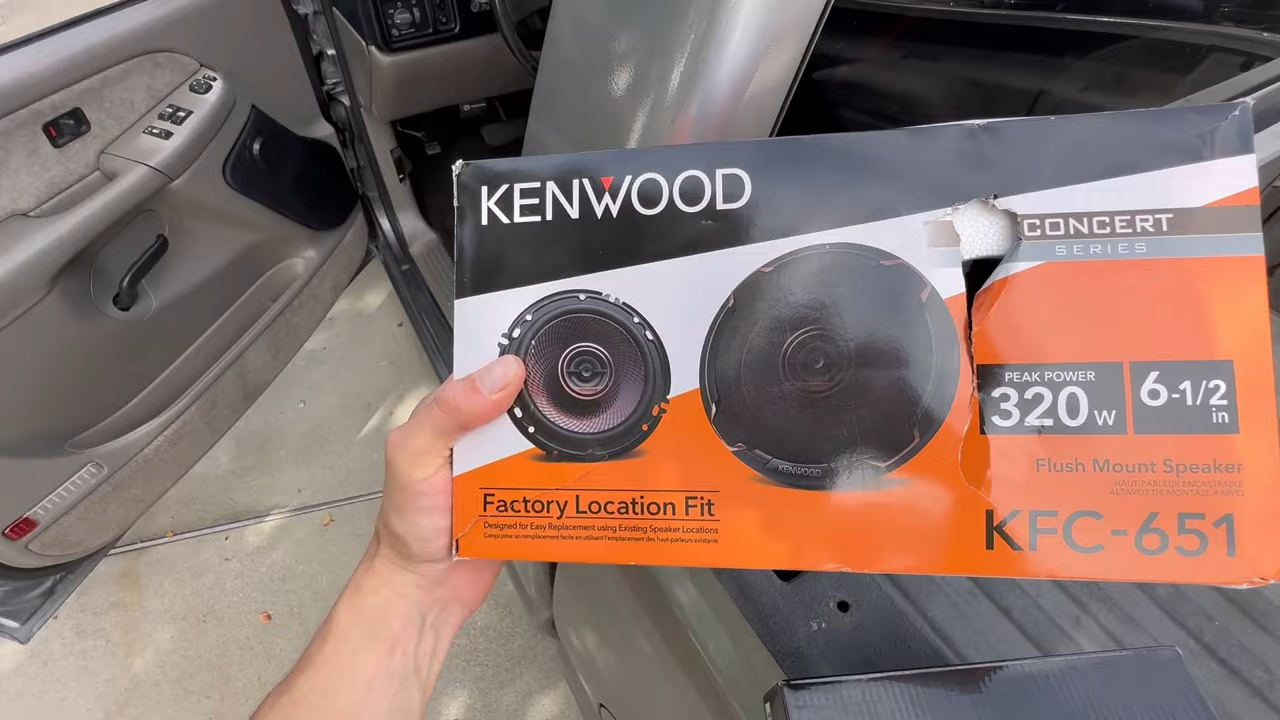 KENWOOD
CONCERT
SERIES
PEAK POWER
320 W
6-1/2
in
KENWOOD
Flush Mount Speaker
HAUT-PARLEUR ENCASTRABLE
ALTAVOZ DE MONTAJE A NIVEL
Factory Location Fit
Designed for Easy Replacement using Existing Speaker Locations
Conçu pour un remplacement facile en utilisant l'emplacement des haut-parleurs existants
KFC-651